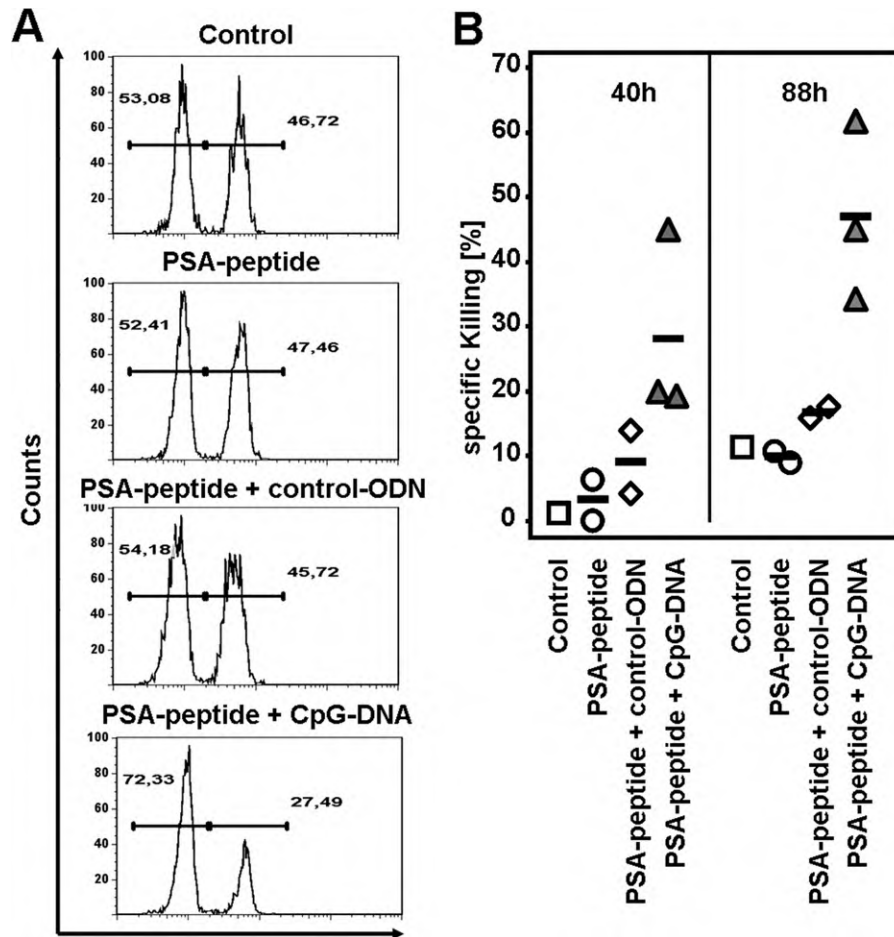 A
Control
100
80
60
40
20
53,08
46,72
PSA-peptide
100
80
60
40
20
52,41
47,46
PSA-peptide + control-ODN
100
80
60
40
20
54,18
45,72
PSA-peptide + CpG-DNA
100
80
60
40
20
72,33
27,49
Counts
B
70
60
50
40
30
20
10
0
specific Killing [%]
40h
88h
Control
PSA-peptide
PSA-peptide + control-ODN
PSA-peptide + CpG-DNA
Control
PSA-peptide
PSA-peptide + control-ODN
PSA-peptide + CpG-DNA